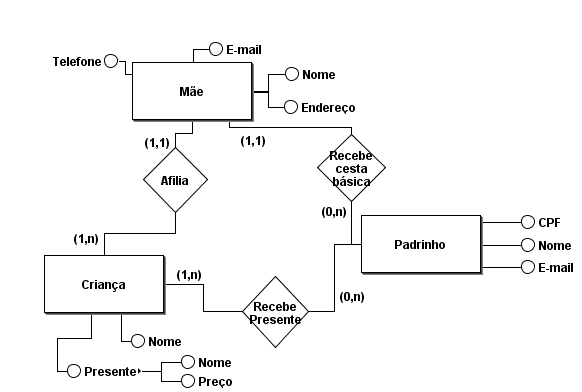 E-mail
Telefone
Nome
Mãe
Endereço
(1,1)
(1,1)
Recebe
cesta
básica
Afilia
(0,n)
CPF
(1,n)
Padrinho
Nome
E-mail
(1,n)
Criança
(0,n)
Recebe
Presente
Nome
Nome
Presente
Preço